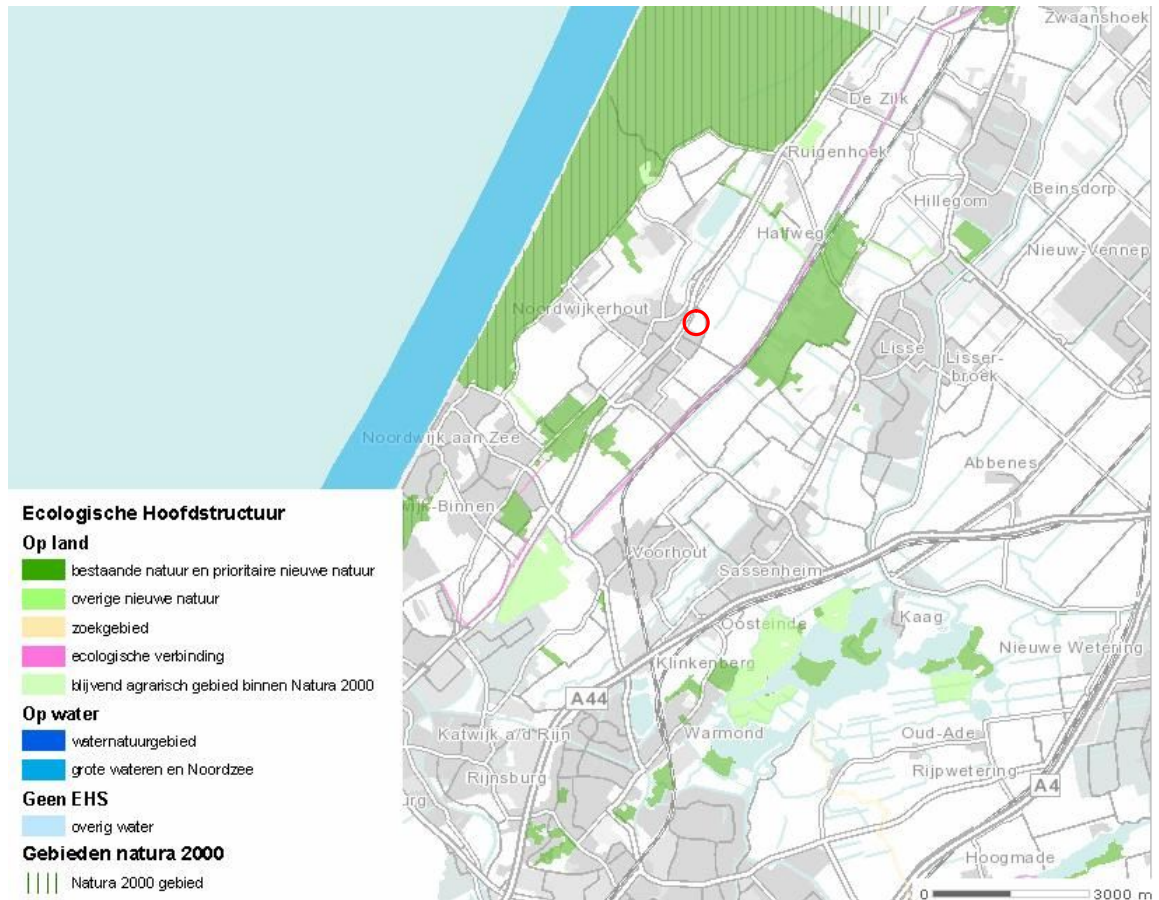 Zwaanshoek
De Zilk
Ruigenhoek
Beinsdorp
Hillegom
Halfweg
Nieuw-Vennep
Noordwijkerhout
Lisse
Lisser-
broek
Noordwijk aan Zee
Abbenes
jk-Binnen
Voorhout
Sassenheim
Kaag
Oosteinde
Nieuwe Wetering
Klinkenberg
A44
Katwijk a/d Rijn
Warmond
Oud-Ade
Rijnsburg
Rijpwetering
A4
urg
Hoogmade
0 3000 m
Ecologische Hoofdstructuur
Op land
bestaande natuur en prioritaire nieuwe natuur
overige nieuwe natuur
zoekgebied
ecologische verbinding
blijvend agrarisch gebied binnen Natura 2000
Op water
waternatuurgebied
grote wateren en Noordzee
Geen EHS
overig water
Gebieden natura 2000
Natura 2000 gebied